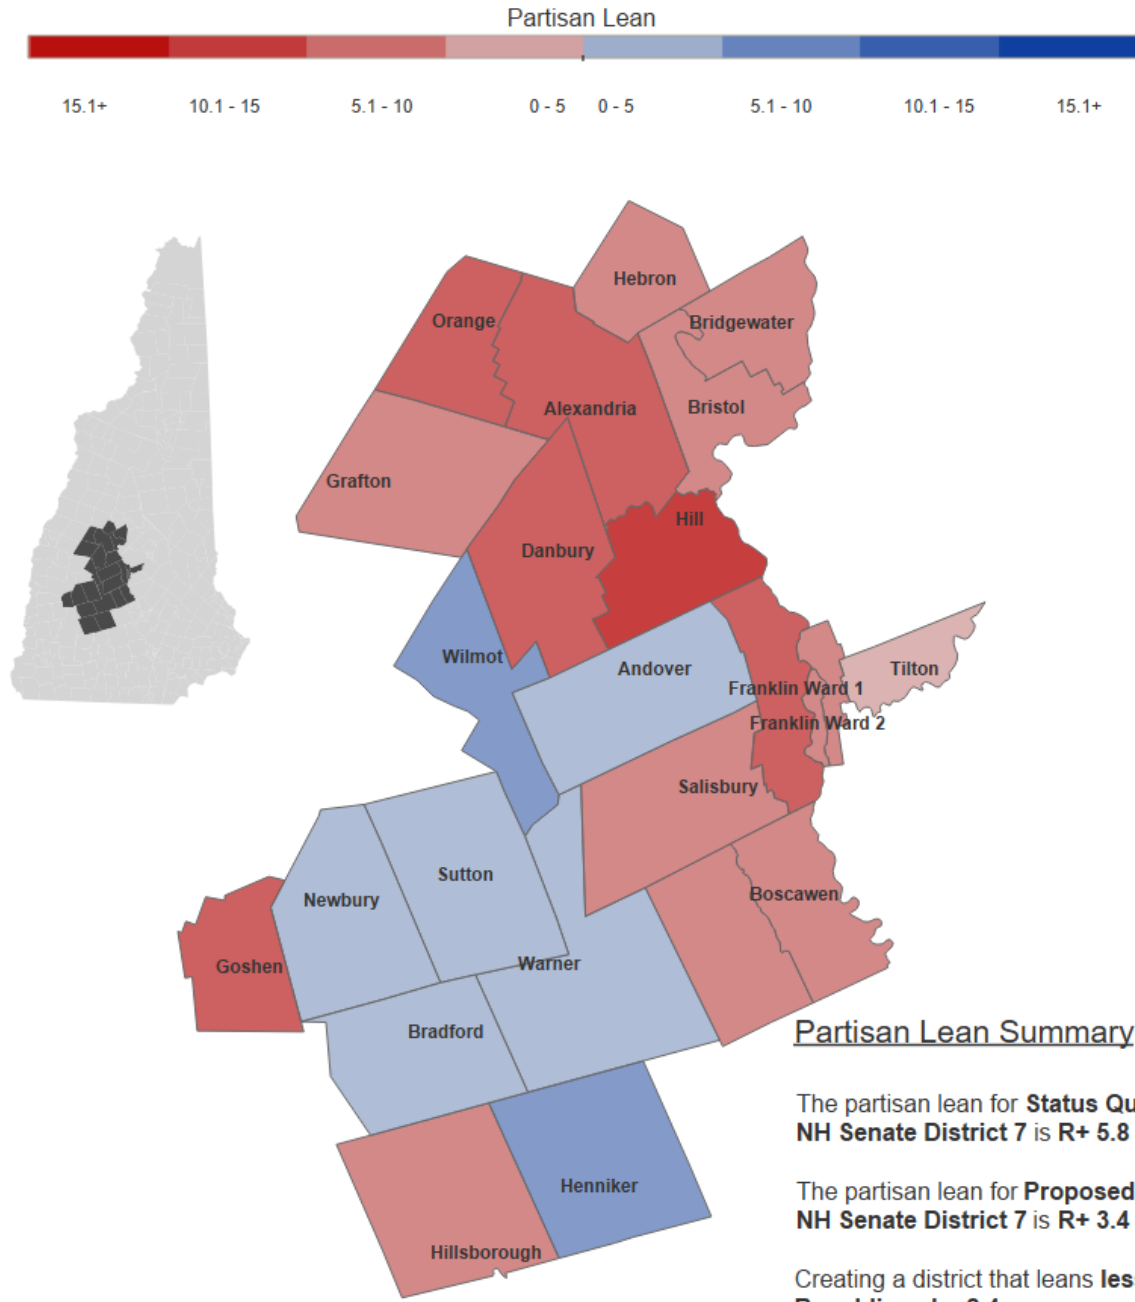 Partisan Lean
15.1+ 10.1 - 15 5.1 - 10 0 - 5 0 - 5 5.1 - 10 10.1 - 15 15.1+
Hebron
Orange
Bridgewater
Alexandria
Bristol
Grafton
Hill
Danbury
Wilmot
Andover
Tilton
Franklin Ward 1
Franklin Ward 2
Salisbury
Sutton
Newbury
Boscawen
Goshen
Warner
Bradford
Henniker
Hillsborough
Partisan Lean Summary
The partisan lean for Status Qu
NH Senate District 7 is R+ 5.8
The partisan lean for Proposed
NH Senate District 7 is R+ 3.4
Creating a district that leans les